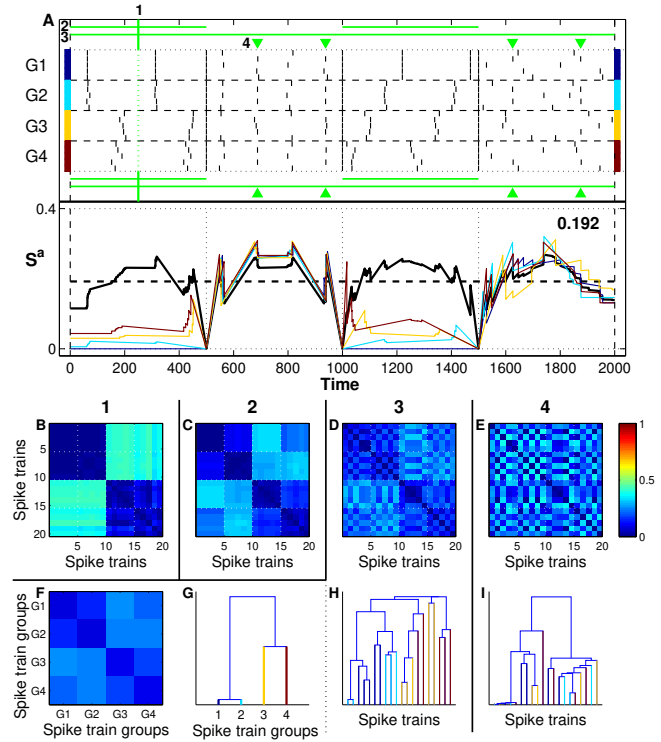 1
A
2
3
4
G1
G2
G3
G4
0.4
0.192
Sᵃ
0
0 200 400 600 800 1000 1200 1400 1600 1800 2000
Time
1 2 3 4
B C D E
Spike trains
5
10
15
20
5 10 15 20
5 10 15 20
5 10 15 20
5 10 15 20
Spike trains Spike trains Spike trains Spike trains
1
0.5
0
F G H I
Spike train groups
G1
G2
G3
G4
G1 G2 G3 G4
1 2 3 4
Spike train groups Spike train groups Spike trains Spike trains